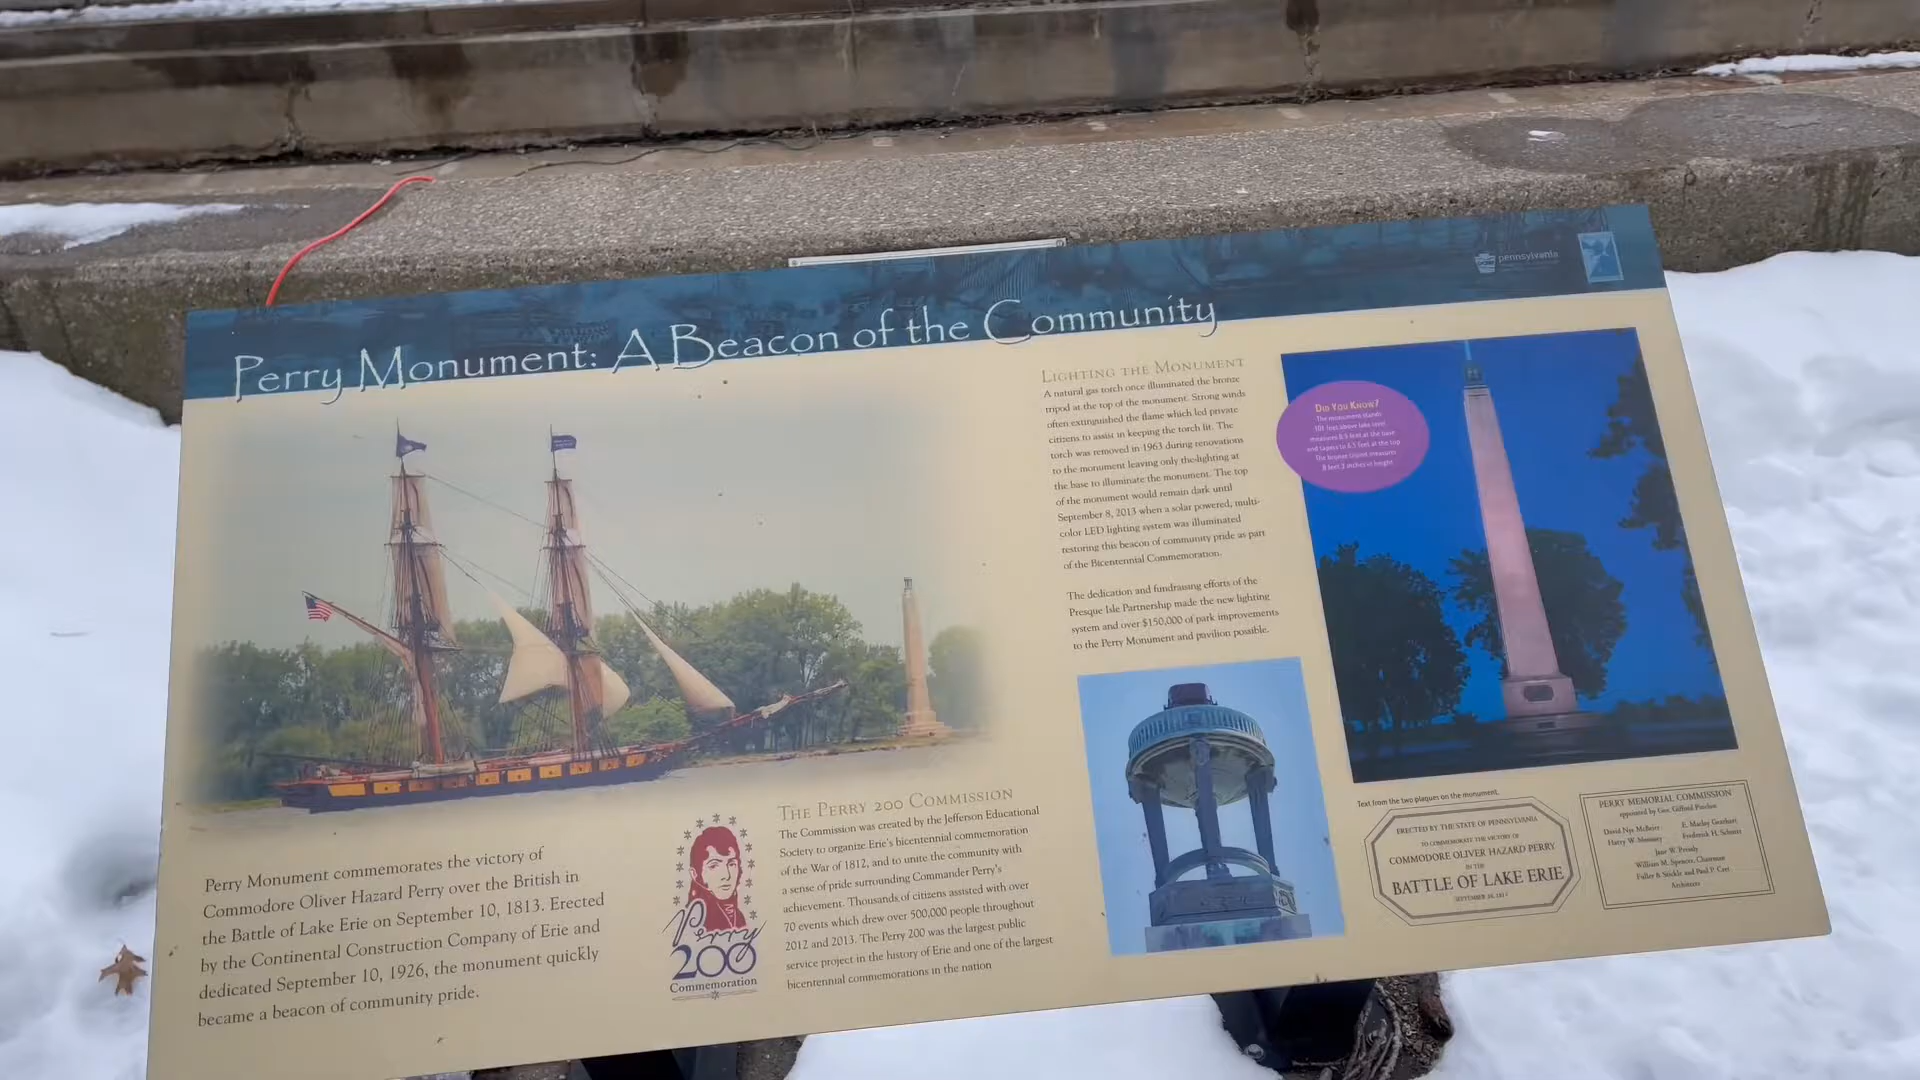 pennsylvania
Perry Monument: A Beacon of the Community
Perry Monument commemorates the victory of
Commodore Oliver Hazard Perry over the British in
the Battle of Lake Erie on September 10, 1813. Erected
by the Continental Construction Company of Erie and
dedicated September 10, 1926, the monument quickly
became a beacon of community pride.
Perry
200
Commemoration
The Perry 200 Commission
The Commission was created by the Jefferson Educational
Society to organize Erie's bicentennial commemoration
of the War of 1812, and to unite the community with
a sense of pride surrounding Commander Perry's
achievement. Thousands of citizens assisted with over
70 events which drew over 500,000 people throughout
2012 and 2013. The Perry 200 was the largest public
service project in the history of Erie and one of the largest
bicentennial commemorations in the nation
Lighting the Monument
A natural gas torch once illuminated the bronze
tripod at the top of the monument. Strong winds
often extinguished the flame which led private
citizens to assist in keeping the torch lit. The
torch was removed in 1963 during renovations
to the monument leaving only the lighting at
the base to illuminate the monument. The top
of the monument would remain dark until
September 8, 2013 when a solar powered, multi-
color LED lighting system was illuminated
restoring this beacon of community pride as part
of the Bicentennial Commemoration.
The dedication and fundraising efforts of the
Presque Isle Partnership made the new lighting
system and over $150,000 of park improvements
to the Perry Monument and pavilion possible.
Did You Know?
The monument stands
101 feet above lake level
measures 8.5 feet at the base
and tapers to 6.5 feet at the top
The bronze tripod measures
8 feet 3 inches in height
Text from the two plaques on the monument.
ERECTED BY THE STATE OF PENNSYLVANIA
TO COMMEMORATE THE VICTORY OF
COMMODORE OLIVER HAZARD PERRY
IN THE
BATTLE OF LAKE ERIE
SEPTEMBER 10, 1813
PERRY MEMORIAL COMMISSION
appointed by Gov. Gifford Pinchot
David Nye McBrier E. Mackey Gearhart
Harry W. Frederick H. Schutte
Jane W. Pressly
William M. Spencer, Chairman
Fuller & Stickle and Paul P. Cret
Architects